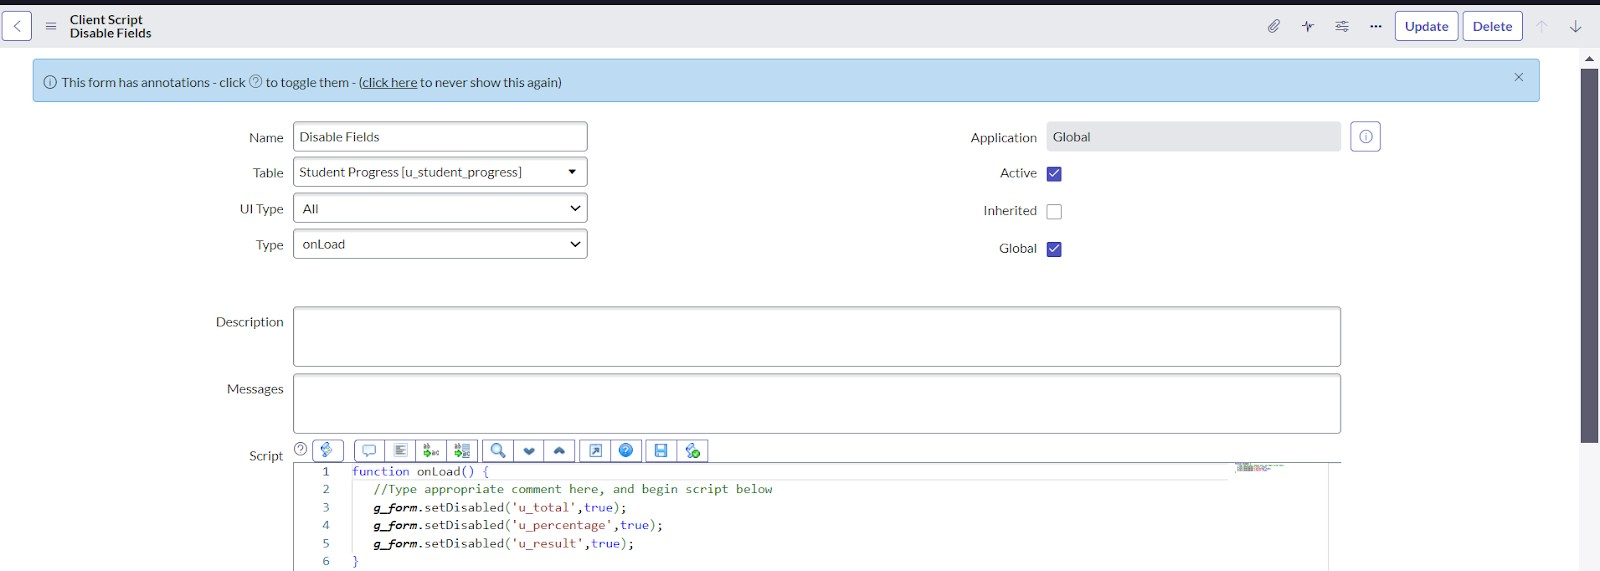 Client Script
Disable Fields
Update
Delete
This form has annotations - click ? to toggle them - (click here to never show this again)
Name Disable Fields
Application Global
Table Student Progress [u_student_progress]
Active
UI Type All
Inherited
Type onLoad
Global
Description
Messages
Script
1 function onLoad() {
2 //Type appropriate comment here, and begin script below
3 g_form.setDisabled('u_total',true);
4 g_form.setDisabled('u_percentage',true);
5 g_form.setDisabled('u_result',true);
6 }